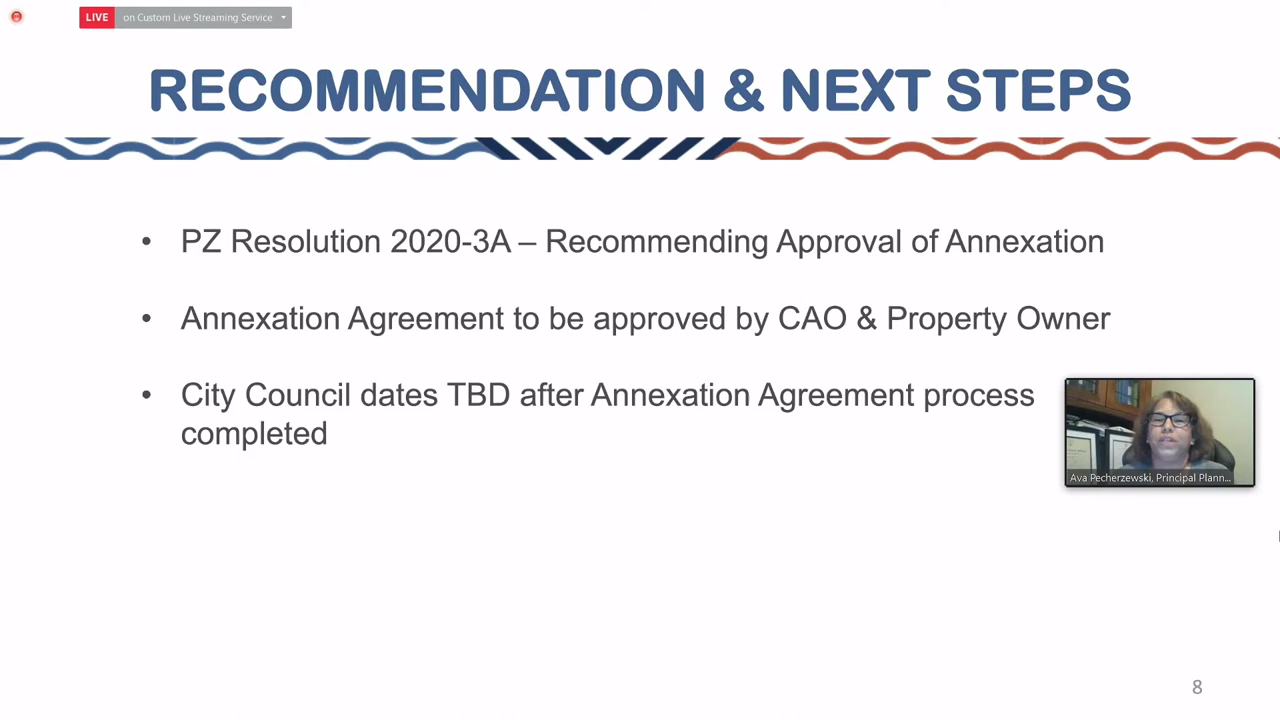 LIVE on Custom Live Streaming Service
RECOMMENDATION & NEXT STEPS
• PZ Resolution 2020-3A – Recommending Approval of Annexation
• Annexation Agreement to be approved by CAO & Property Owner
• City Council dates TBD after Annexation Agreement process
completed
Ava Pecherzewski, Principal Plann...
8